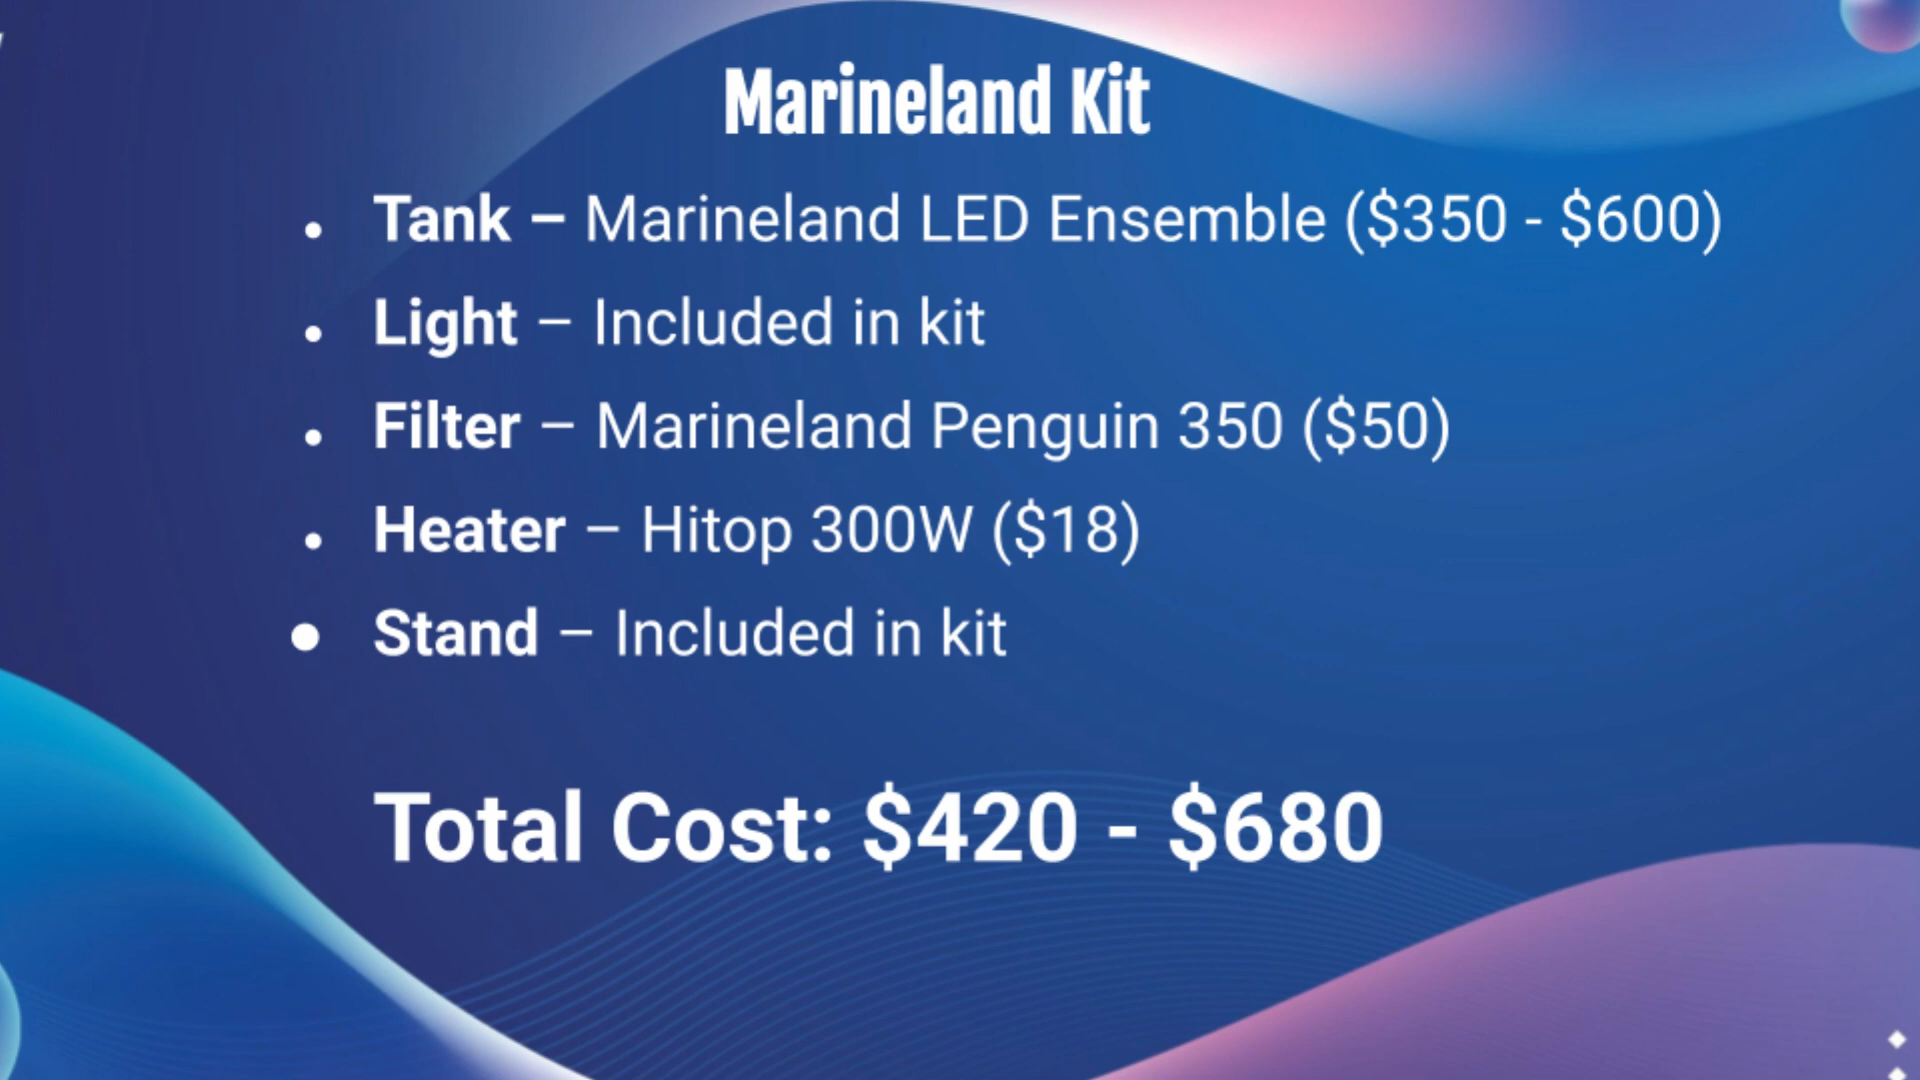 Marineland Kit
• Tank – Marineland LED Ensemble ($350 - $600)
• Light – Included in kit
• Filter – Marineland Penguin 350 ($50)
• Heater – Hitop 300W ($18)
• Stand – Included in kit
Total Cost: $420 - $680